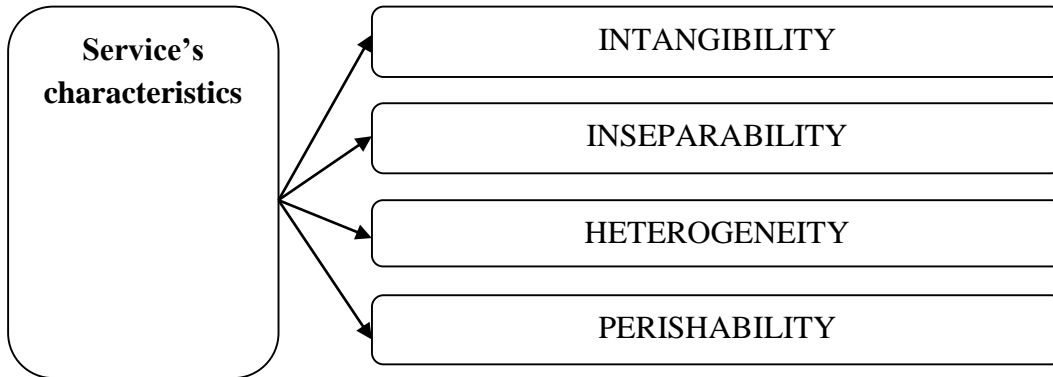 Service’s
characteristics
INTANGIBILITY
INSEPARABILITY
HETEROGENEITY
PERISHABILITY